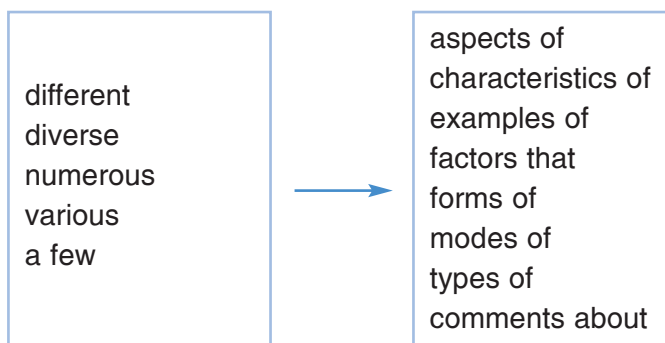 different
diverse
numerous
various
a few
aspects of
characteristics of
examples of
factors that
forms of
modes of
types of
comments about